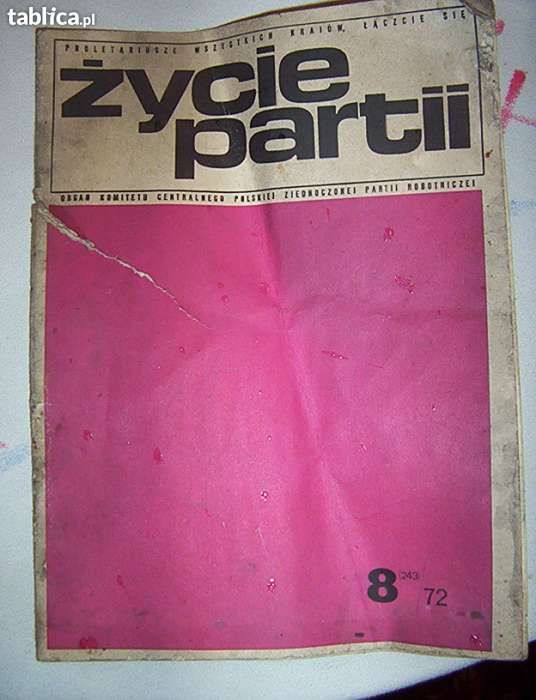 tablica.pl
PROLETARIUSZE WSZYSTKICH KRAJÓW, ŁĄCZCIE SIĘ
życie
partii
ORGAN KOMITETU CENTRALNEGO POLSKIEJ ZJEDNOCZONEJ PARTII ROBOTNICZEJ
8 (243) 72